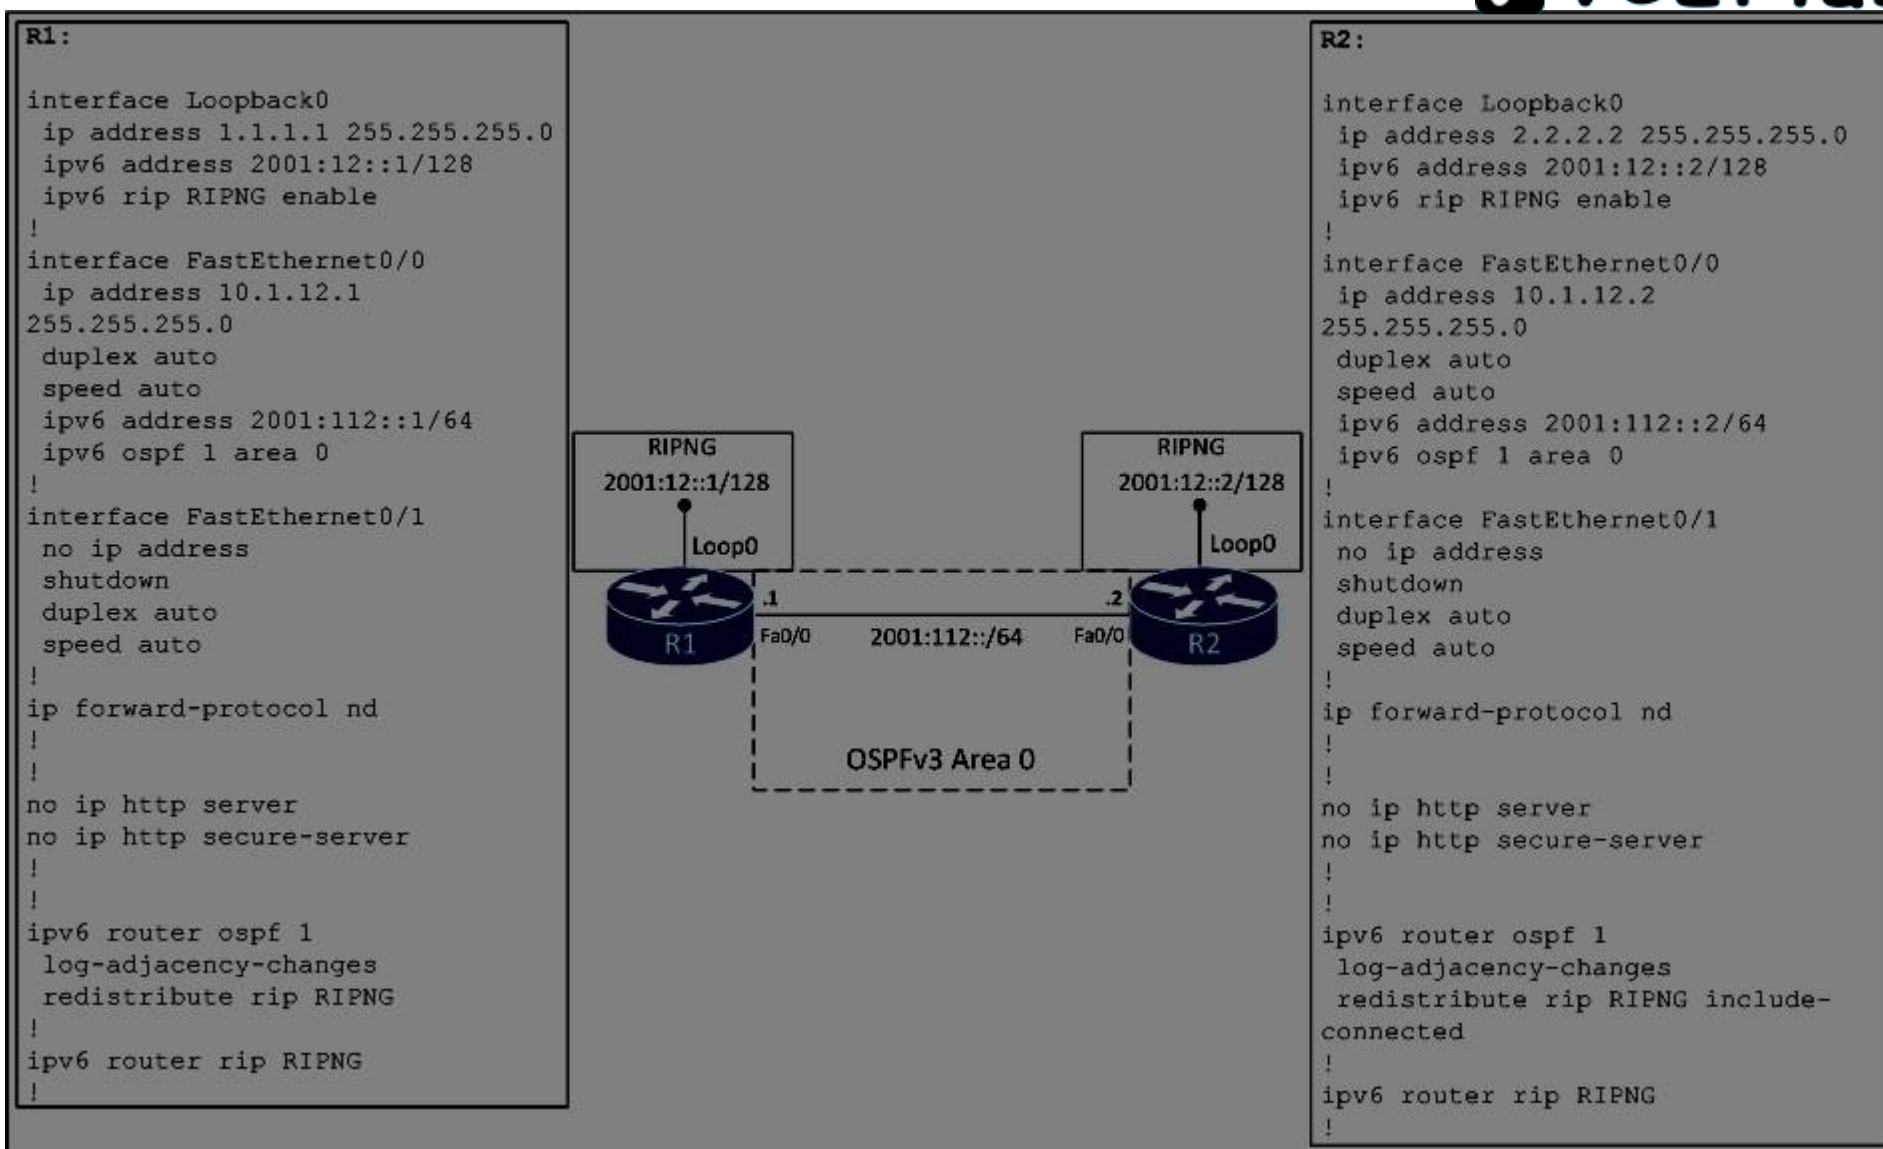 R1:
interface Loopback0
ip address 1.1.1.1 255.255.255.0
ipv6 address 2001:12::1/128
ipv6 rip RIPNG enable
!
interface FastEthernet0/0
ip address 10.1.12.1
255.255.255.0
duplex auto
speed auto
ipv6 address 2001:112::1/64
ipv6 ospf 1 area 0
!
interface FastEthernet0/1
no ip address
shutdown
duplex auto
speed auto
!
ip forward-protocol nd
!
!
no ip http server
no ip http secure-server
!
!
ipv6 router ospf 1
log-adjacency-changes
redistribute rip RIPNG
!
ipv6 router rip RIPNG
!
RIPNG
2001:12::1/128
Loop0
R1
.1
Fa0/0
2001:112::/64
OSPFv3 Area 0
RIPNG
2001:12::2/128
Loop0
.2
Fa0/0
R2
R2:
interface Loopback0
ip address 2.2.2.2 255.255.255.0
ipv6 address 2001:12::2/128
ipv6 rip RIPNG enable
!
interface FastEthernet0/0
ip address 10.1.12.2
255.255.255.0
duplex auto
speed auto
ipv6 address 2001:112::2/64
ipv6 ospf 1 area 0
!
interface FastEthernet0/1
no ip address
shutdown
duplex auto
speed auto
!
ip forward-protocol nd
!
!
no ip http server
no ip http secure-server
!
!
ipv6 router ospf 1
log-adjacency-changes
redistribute rip RIPNG include-
connected
!
ipv6 router rip RIPNG
!